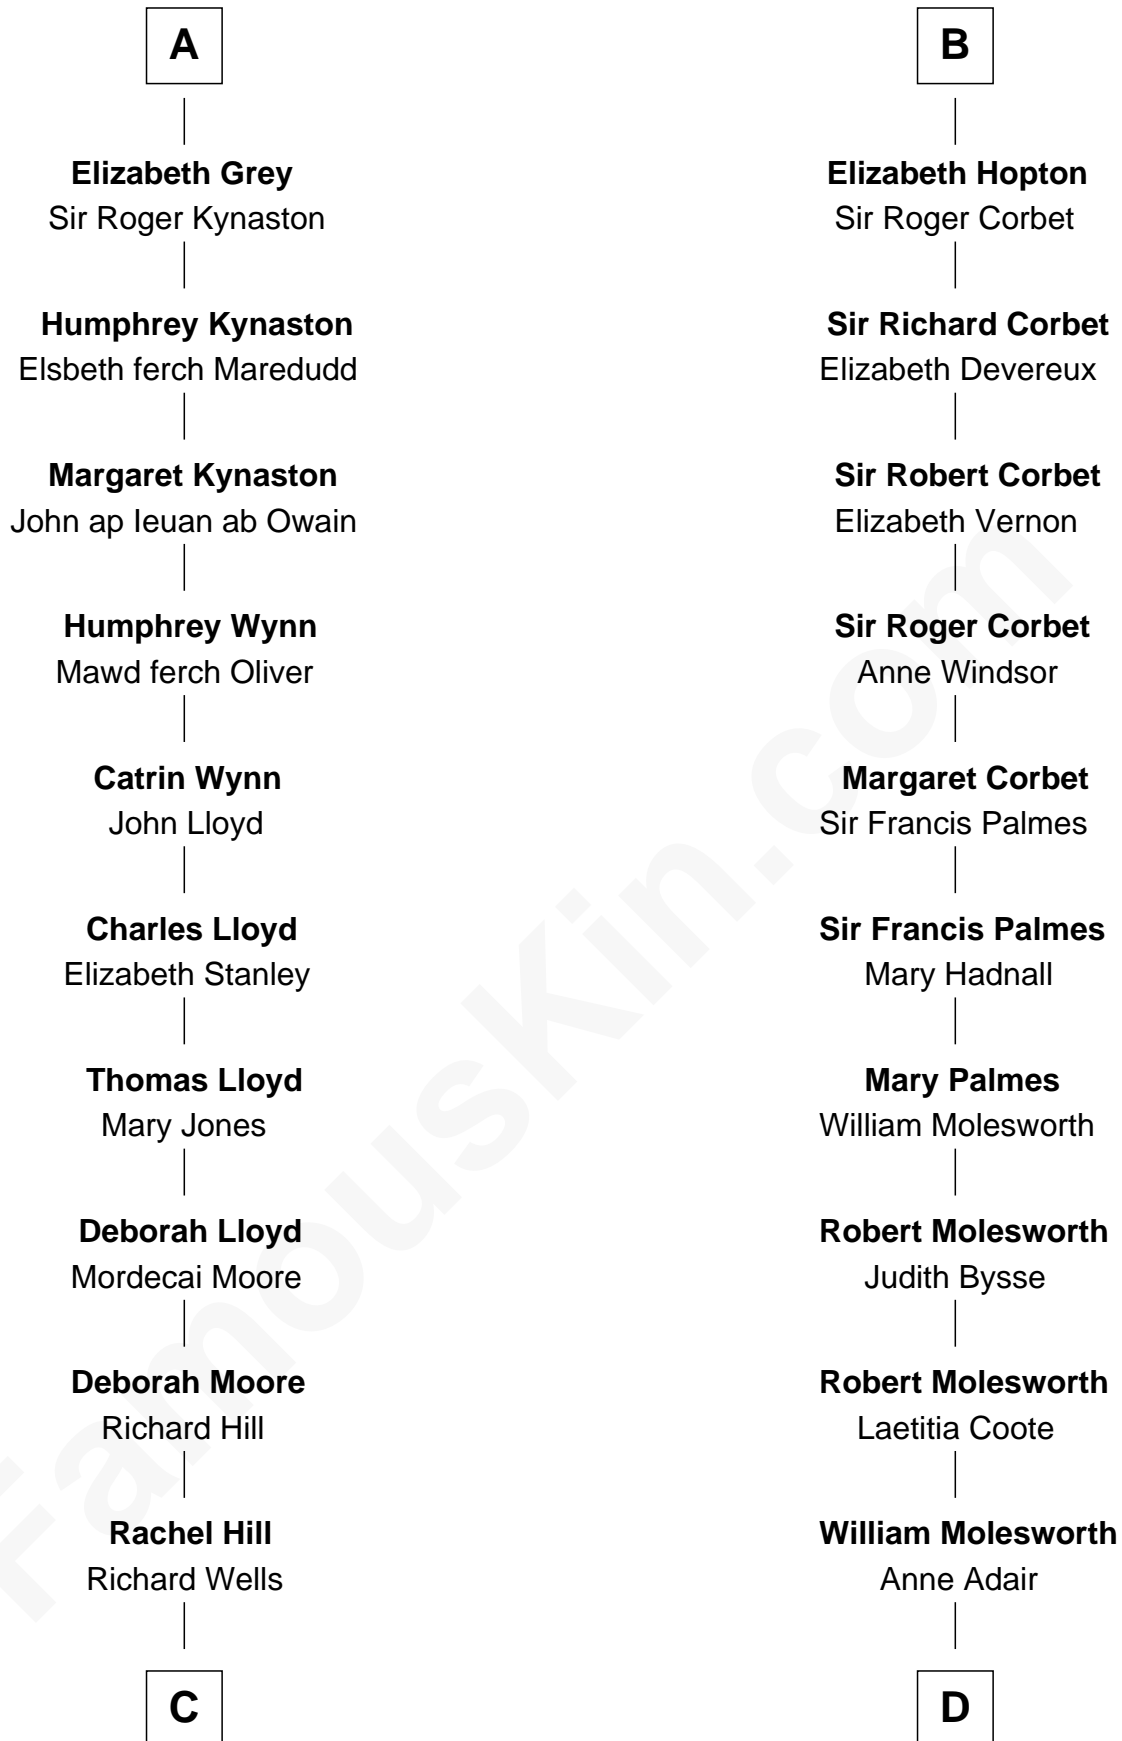 A
Elizabeth Grey
Sir Roger Kynaston
Humphrey Kynaston
Elsbeth ferch Maredudd
Margaret Kynaston
John ap Ieuan ab Owain
Humphrey Wynn
Mawd ferch Oliver
Catrin Wynn
John Lloyd
Charles Lloyd
Elizabeth Stanley
Thomas Lloyd
Mary Jones
Deborah Lloyd
Mordecai Moore
Deborah Moore
Richard Hill
Rachel Hill
Richard Wells
C
B
Elizabeth Hopton
Sir Roger Corbet
Sir Richard Corbet
Elizabeth Devereux
Sir Robert Corbet
Elizabeth Vernon
Sir Roger Corbet
Anne Windsor
Margaret Corbet
Sir Francis Palmes
Sir Francis Palmes
Mary Hadnall
Mary Palmes
William Molesworth
Robert Molesworth
Judith Bysse
Robert Molesworth
Laetitia Coote
William Molesworth
Anne Adair
D
FamousKin.com